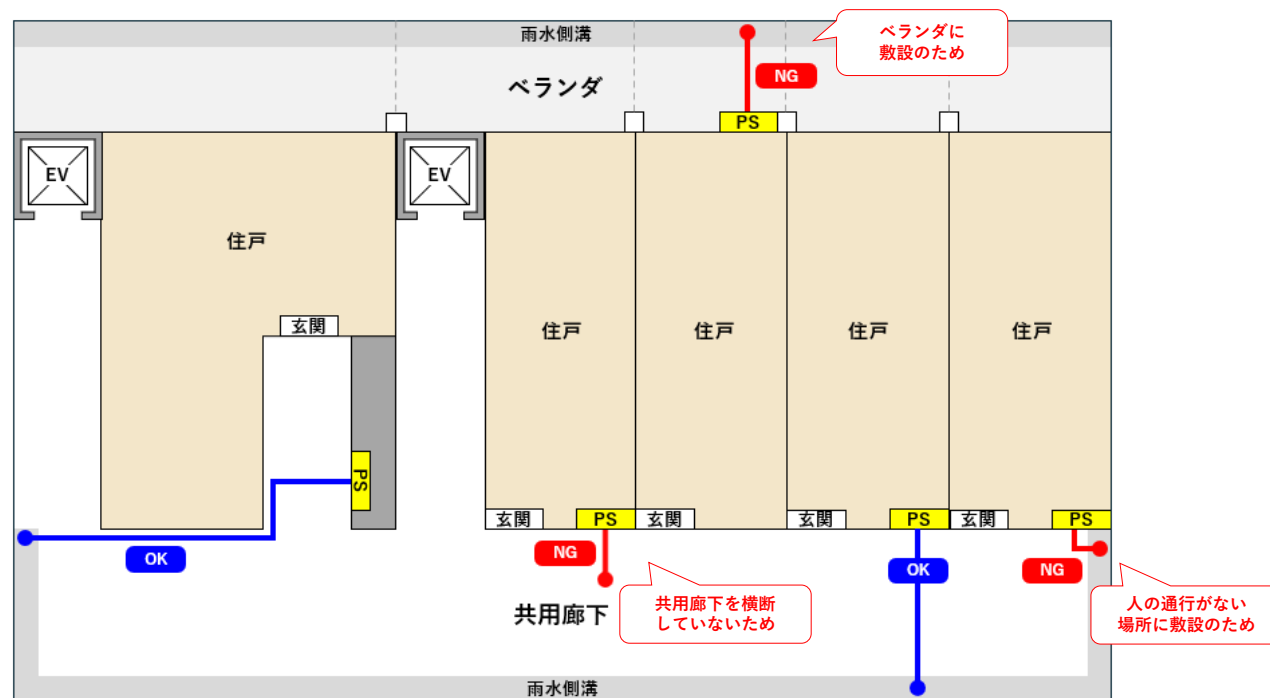 雨水側溝
ベランダに
敷設のため
NG
ベランダ
PS
EV
EV
住戸
玄関
住戸
住戸
住戸
住戸
PS
玄関
PS
玄関
玄関
PS
玄関
PS
OK
NG
OK
NG
共用廊下を横断
していないため
人の通行がない
場所に敷設のため
共用廊下
雨水側溝